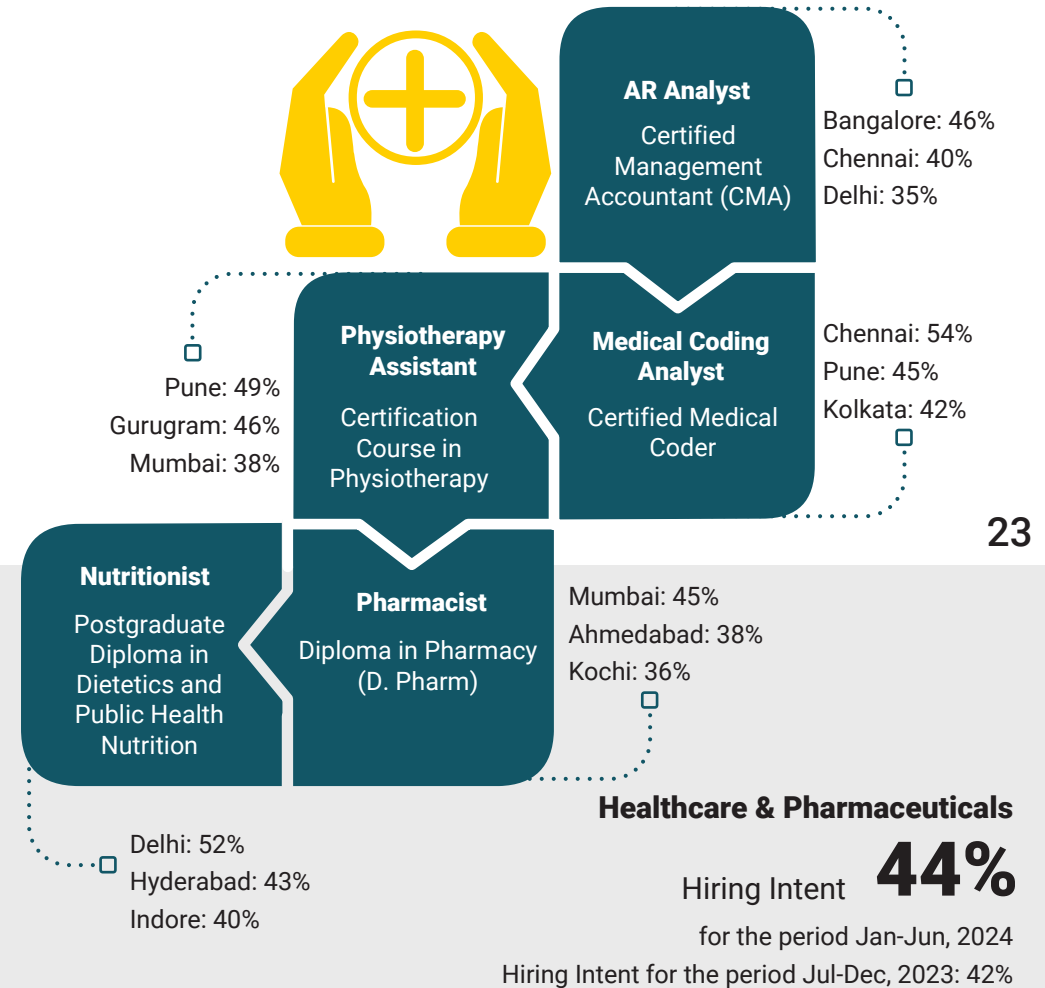 AR Analyst
Certified
Management
Accountant (CMA)
Bangalore: 46%
Chennai: 40%
Delhi: 35%
Physiotherapy
Assistant
Certification
Course in
Physiotherapy
Pune: 49%
Gurugram: 46%
Mumbai: 38%
Medical Coding
Analyst
Certified Medical
Coder
Chennai: 54%
Pune: 45%
Kolkata: 42%
23
Nutritionist
Postgraduate
Diploma in
Dietetics and
Public Health
Nutrition
Pharmacist
Diploma in Pharmacy
(D. Pharm)
Mumbai: 45%
Ahmedabad: 38%
Kochi: 36%
Delhi: 52%
Hyderabad: 43%
Indore: 40%
Healthcare & Pharmaceuticals
Hiring Intent 44%
for the period Jan-Jun, 2024
Hiring Intent for the period Jul-Dec, 2023: 42%